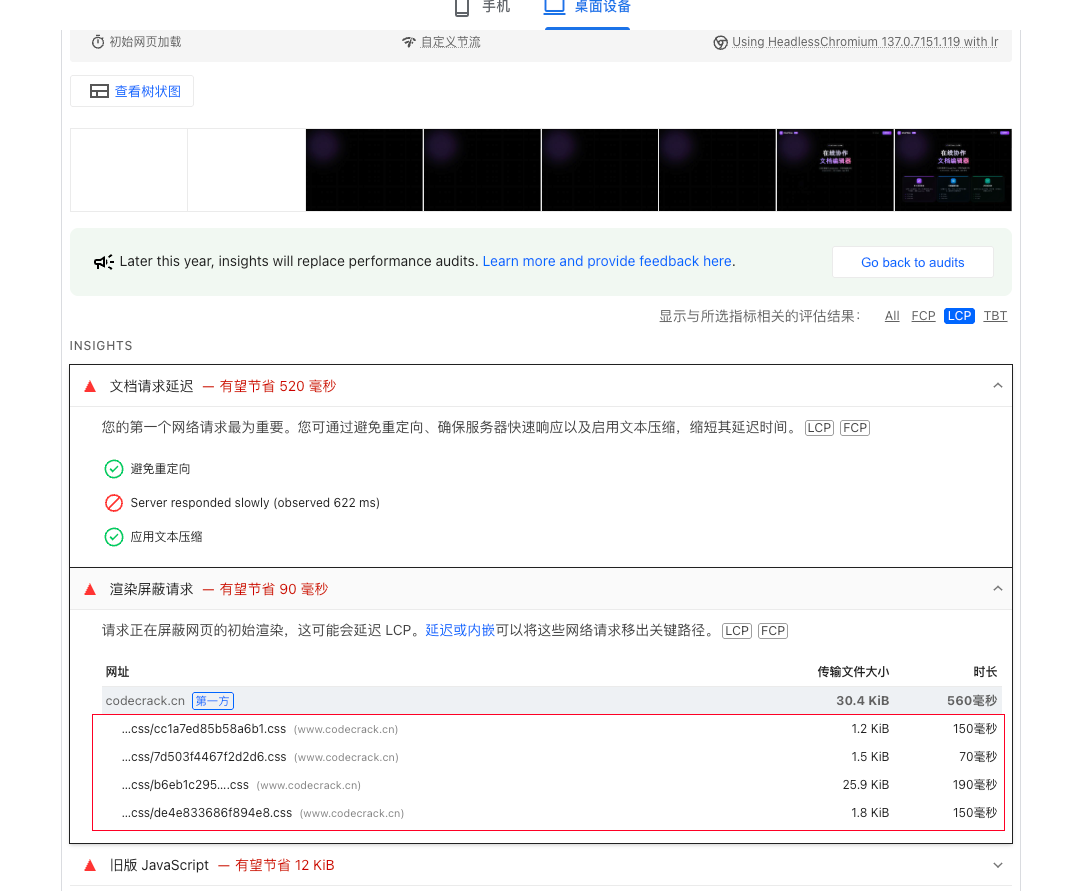 手机 桌面设备
初始网页加载 自定义节流 Using HeadlessChromium 137.0.7151.119 with lr
查看树状图
在线协作
文档编辑器
在线协作
文档编辑器
Later this year, insights will replace performance audits. Learn more and provide feedback here. Go back to audits
显示与所选指标相关的评估结果： All FCP LCP TBT
INSIGHTS
文档请求延迟 — 有望节省 520 毫秒
您的第一个网络请求最为重要。您可通过避免重定向、确保服务器快速响应以及启用文本压缩，缩短其延迟时间。 LCP FCP
避免重定向
Server responded slowly (observed 622 ms)
应用文本压缩
渲染屏蔽请求 — 有望节省 90 毫秒
请求正在屏蔽网页的初始渲染，这可能会延迟 LCP。延迟或内嵌可以将这些网络请求移出关键路径。 LCP FCP
网址 传输文件大小 时长
codecrack.cn 第一方 30.4 KiB 560毫秒
...css/cc1a7ed85b58a6b1.css (www.codecrack.cn) 1.2 KiB 150毫秒
...css/7d503f4467f2d2d6.css (www.codecrack.cn) 1.5 KiB 70毫秒
...css/b6eb1c295....css (www.codecrack.cn) 25.9 KiB 190毫秒
...css/de4e833686f894e8.css (www.codecrack.cn) 1.8 KiB 150毫秒
旧版 JavaScript — 有望节省 12 KiB